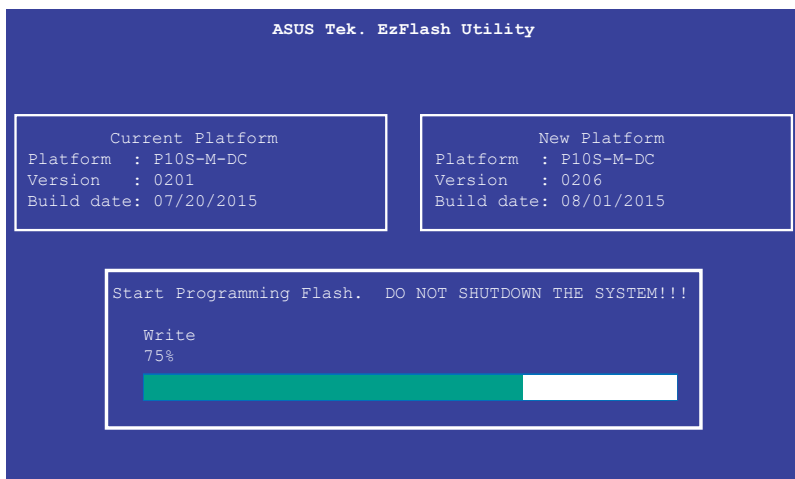 ASUS Tek. EzFlash Utility
Current Platform
Platform : P10S-M-DC
Version : 0201
Build date: 07/20/2015
New Platform
Platform : P10S-M-DC
Version : 0206
Build date: 08/01/2015
Start Programming Flash. DO NOT SHUTDOWN THE SYSTEM!!!
Write
75%